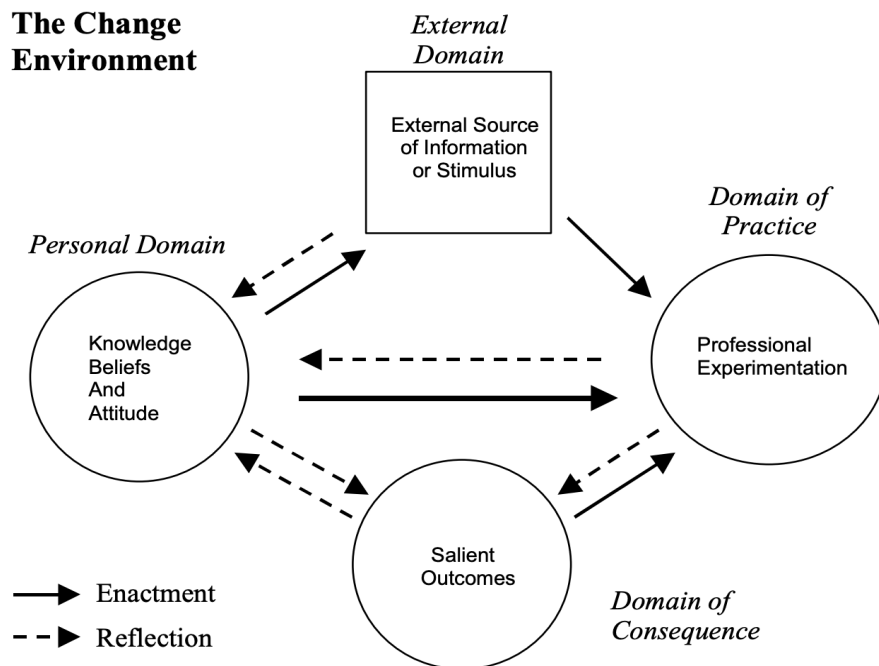 The Change
Environment
External
Domain
External Source
of Information
or Stimulus
Domain of
Practice
Personal Domain
Knowledge
Beliefs
And
Attitude
Professional
Experimentation
Salient
Outcomes
Enactment
Reflection
Domain of
Consequence